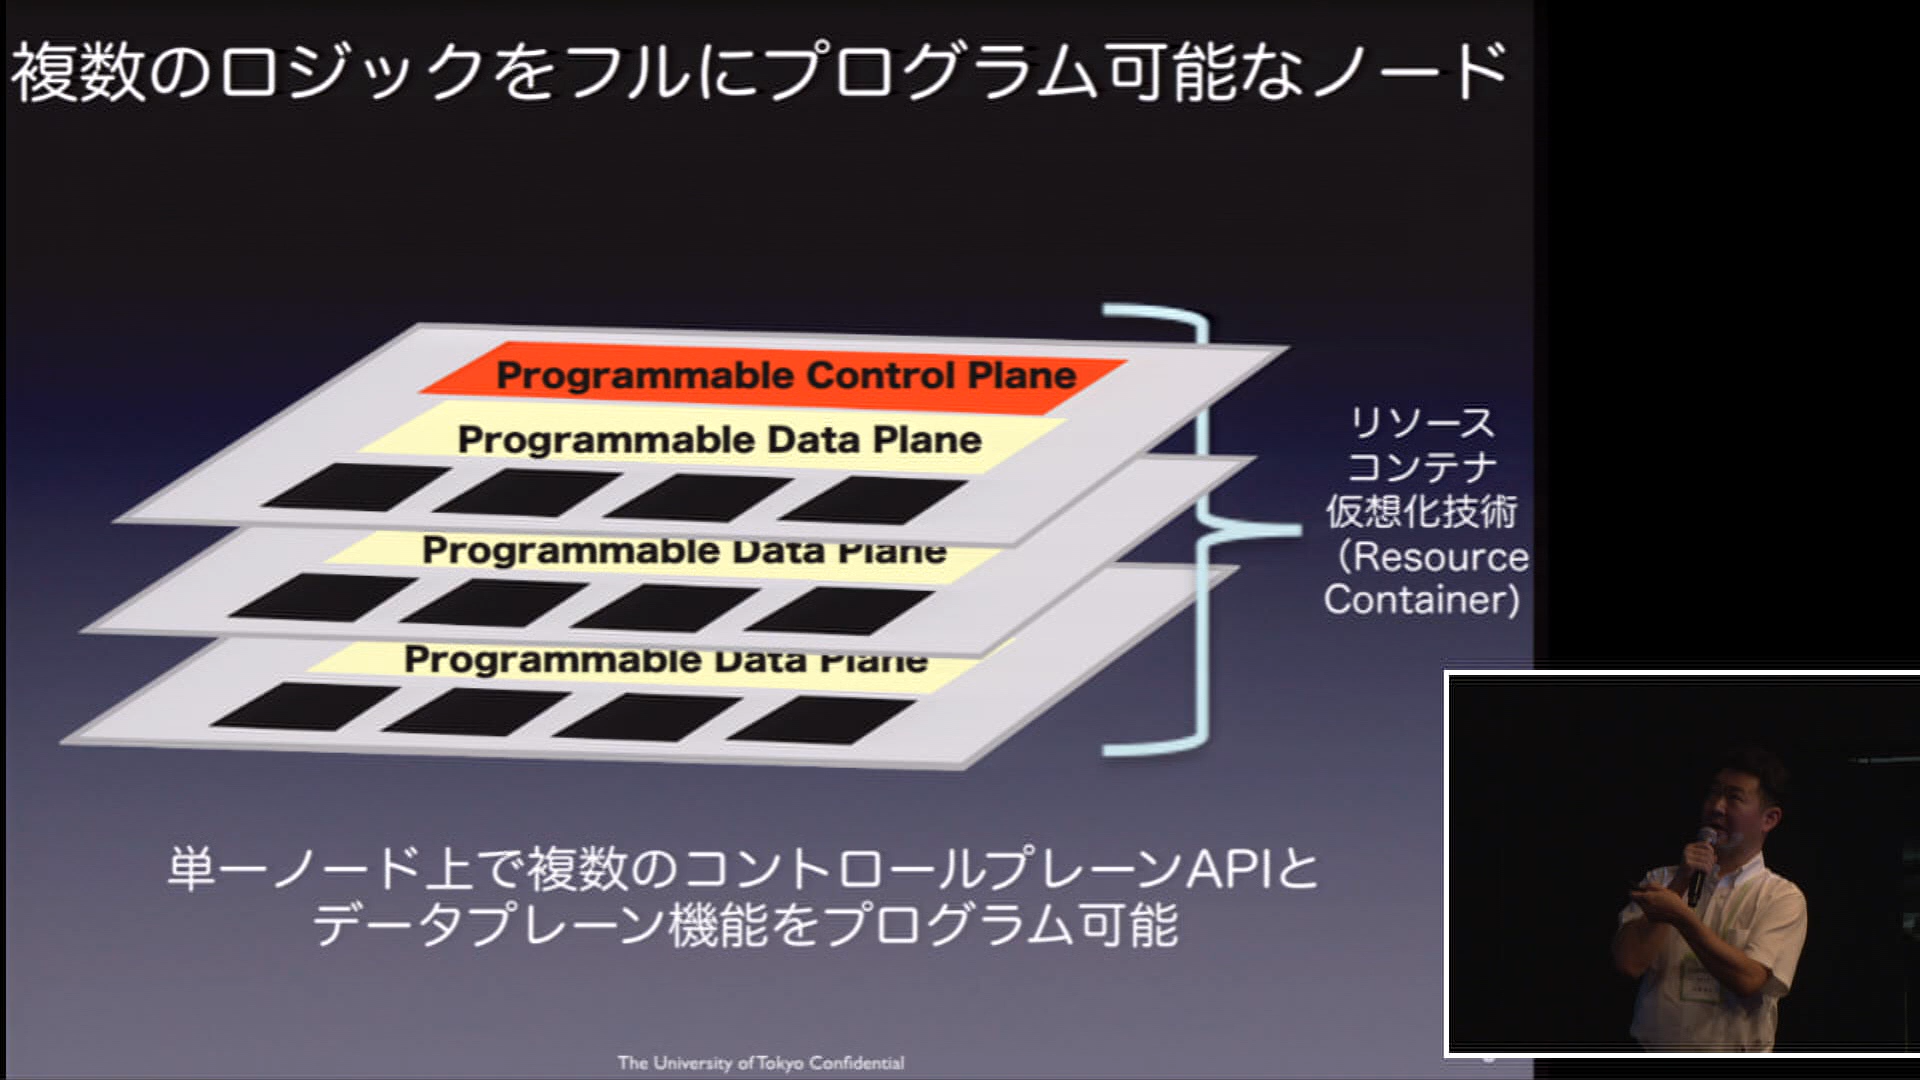 複数のロジックをフルにプログラム可能なノード
Programmable Control Plane
Programmable Data Plane
Programmable Data Plane
Programmable Data Plane
リソース
コンテナ
仮想化技術
（Resource
Container)
単一ノード上で複数のコントロールプレーンAPIと
データプレーン機能をプログラム可能
The University of Tokyo Confidential